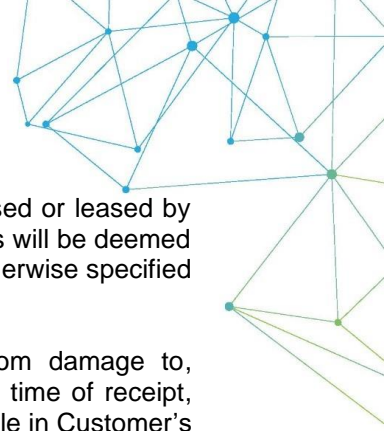 sed or leased by
s will be deemed
erwise specified
om damage to,
time of receipt,
le in Customer's